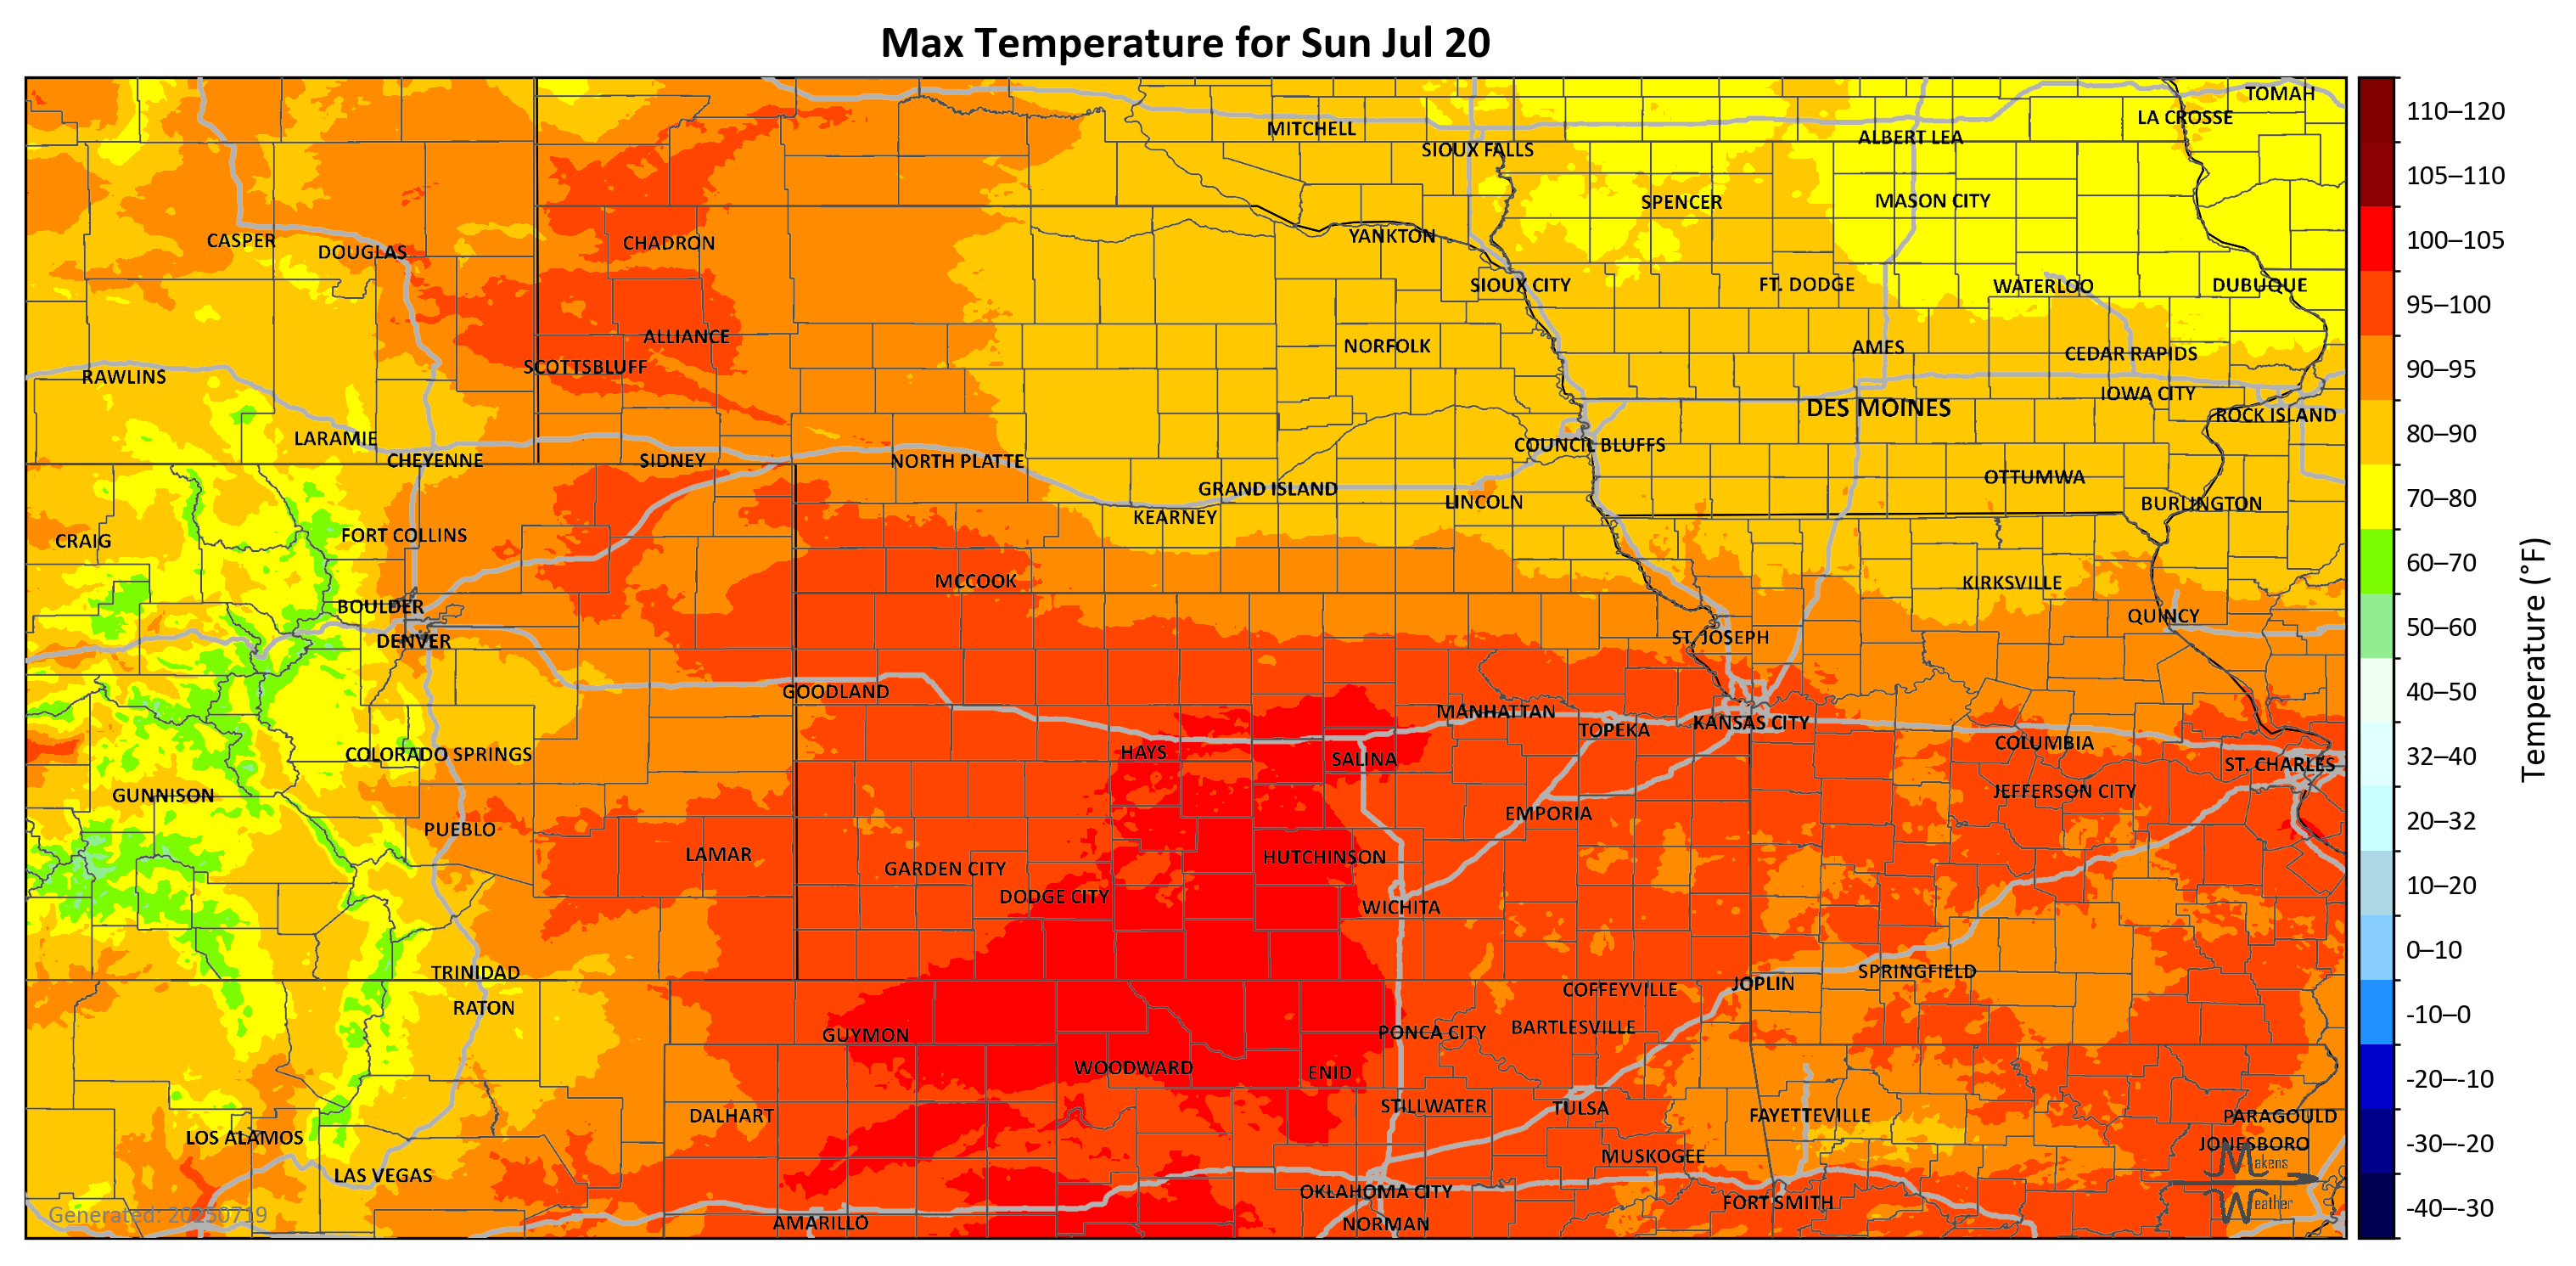 Max Temperature for Sun Jul 20
TOMAH
LA CROSSE
MITCHELL
ALBERT LEA
SIOUX FALLS
SPENCER
MASON CITY
CASPER
DOUGLAS
CHADRON
YANKTON
SIOUX CITY
FT. DODGE
WATERLOO
DUBUQUE
ALLIANCE
NORFOLK
AMES
CEDAR RAPIDS
SCOTTSBLUFF
RAWLINS
IOWA CITY
DES MOINES
ROCK ISLAND
LARAMIE
COUNCIL BLUFFS
CHEYENNE
SIDNEY
NORTH PLATTE
OTTUMWA
GRAND ISLAND
LINCOLN
BURLINGTON
KEARNEY
CRAIG
FORT COLLINS
MCCOOK
KIRKSVILLE
BOULDER
QUINCY
DENVER
ST. JOSEPH
GOODLAND
MANHATTAN
TOPEKA
KANSAS CITY
COLUMBIA
COLORADO SPRINGS
HAYS
SALINA
ST. CHARLES
GUNNISON
JEFFERSON CITY
EMPORIA
PUEBLO
LAMAR
HUTCHINSON
GARDEN CITY
DODGE CITY
WICHITA
TRINIDAD
SPRINGFIELD
JOPLIN
COFFEYVILLE
RATON
GUYMON
PONCA CITY
BARTLESVILLE
WOODWARD
ENID
DALHART
STILLWATER
TULSA
FAYETTEVILLE
PARAGOULD
LOS ALAMOS
JONESBORO
MUSKOGEE
LAS VEGAS
OKLAHOMA CITY
FORT SMITH
AMARILLO
NORMAN
Generated: 20250719
Makens
Weather
110–120
105–110
100–105
95–100
90–95
80–90
70–80
60–70
50–60
40–50
32–40
20–32
10–20
0–10
-10–0
-20–-10
-30–-20
-40–-30
Temperature (°F)